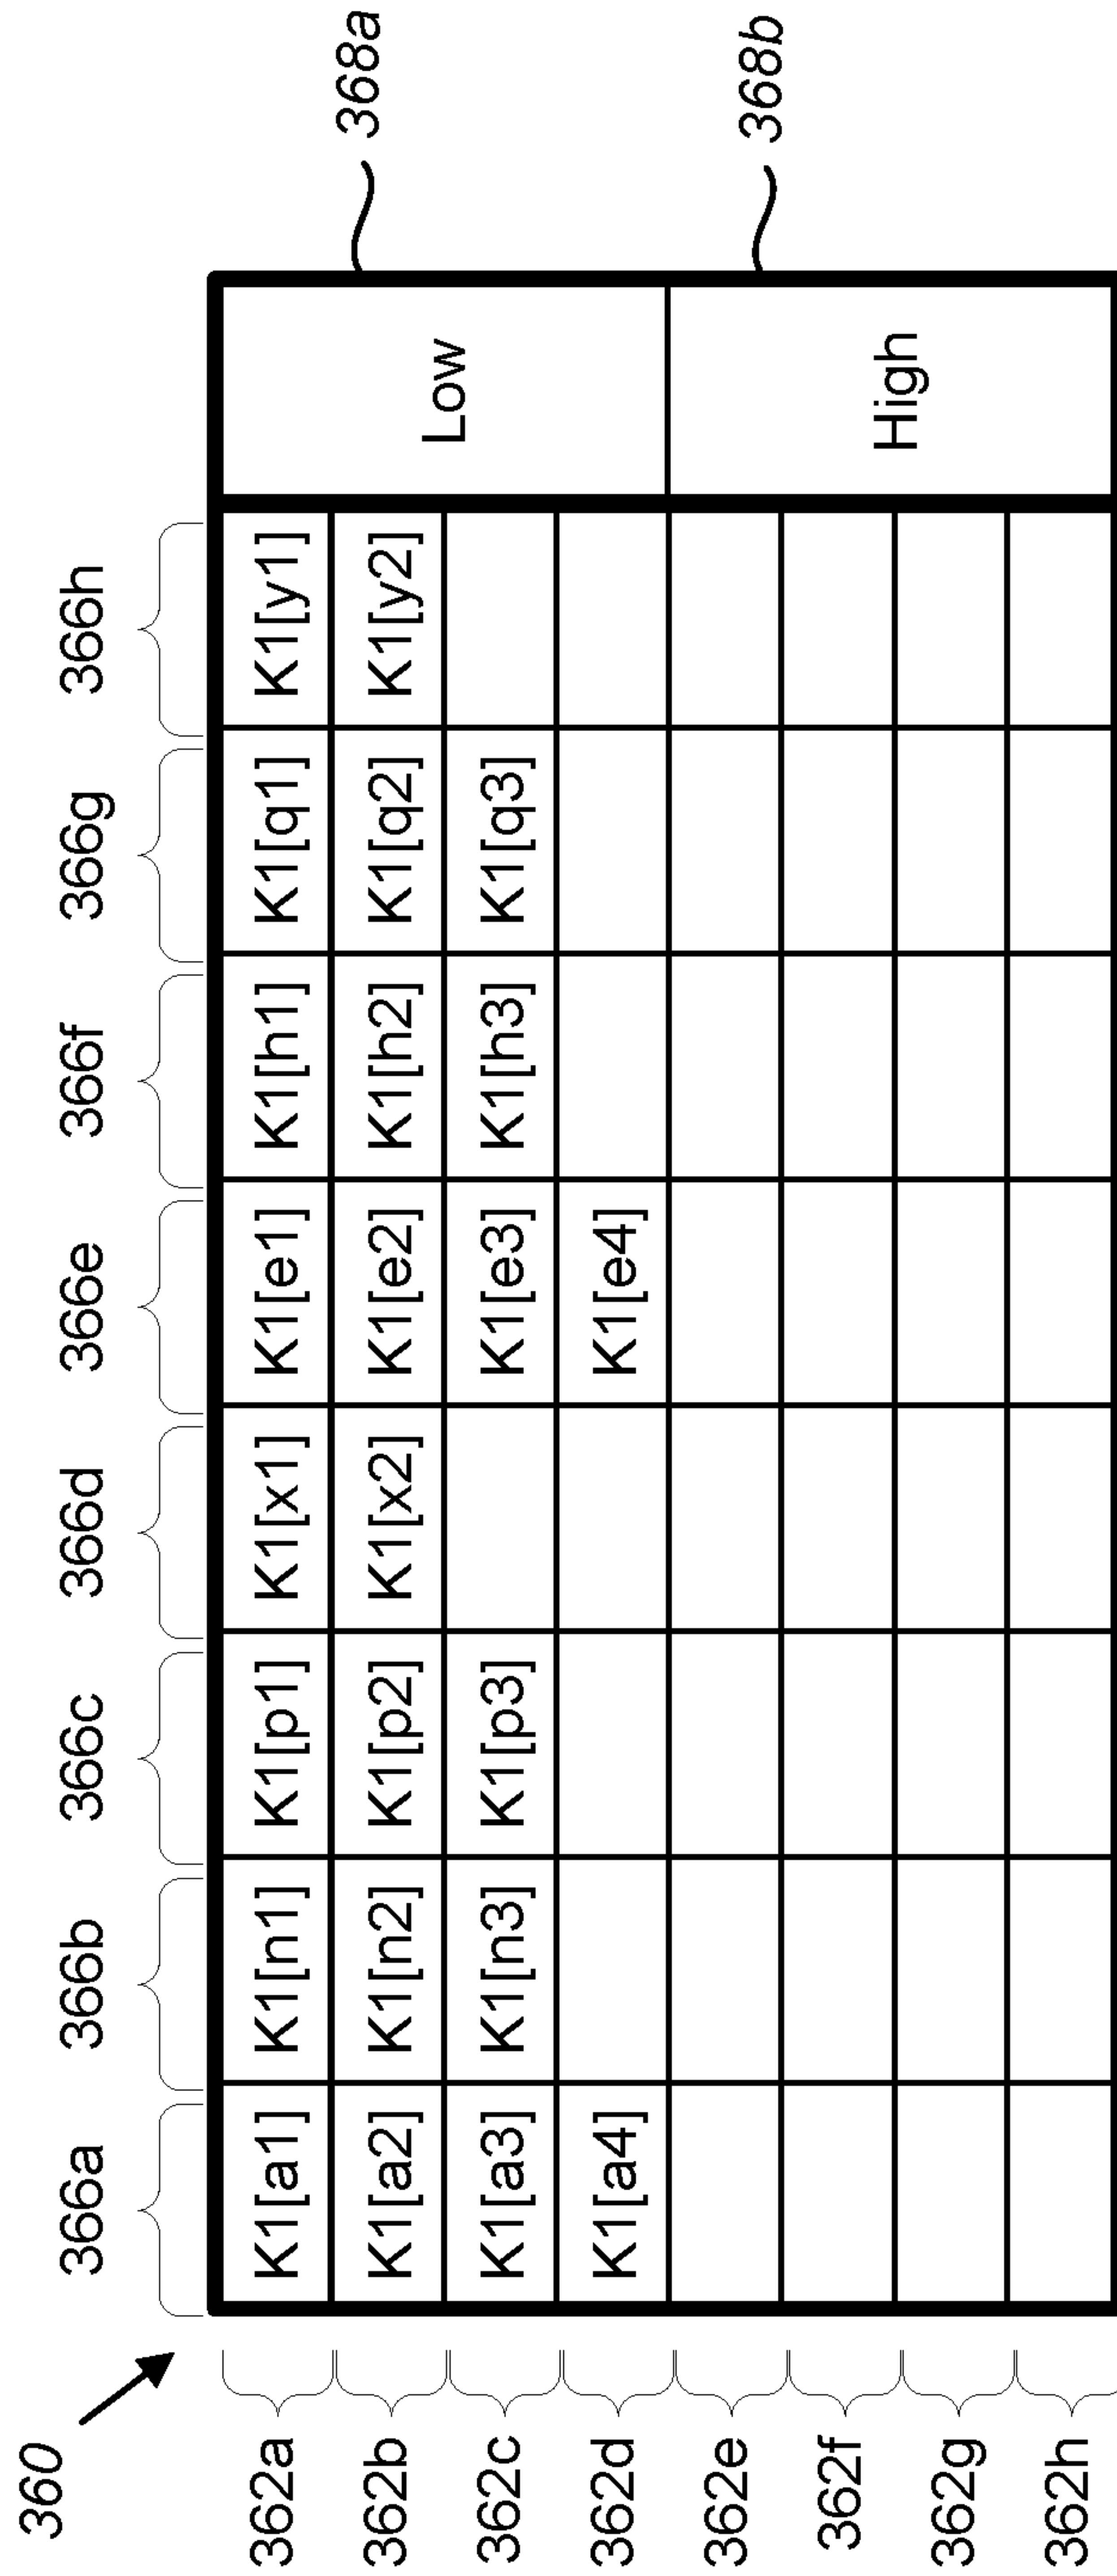 360
366a 366b 366c 366d 366e 366f 366g 366h
362a K1[a1] K1[n1] K1[p1] K1[x1] K1[e1] K1[h1] K1[q1] K1[y1]
362b K1[a2] K1[n2] K1[p2] K1[x2] K1[e2] K1[h2] K1[q2] K1[y2]
362c K1[a3] K1[n3] K1[p3] K1[e3] K1[h3] K1[q3]
362d K1[a4] K1[e4]
Low 368a
362e
362f
362g
362h
High 368b